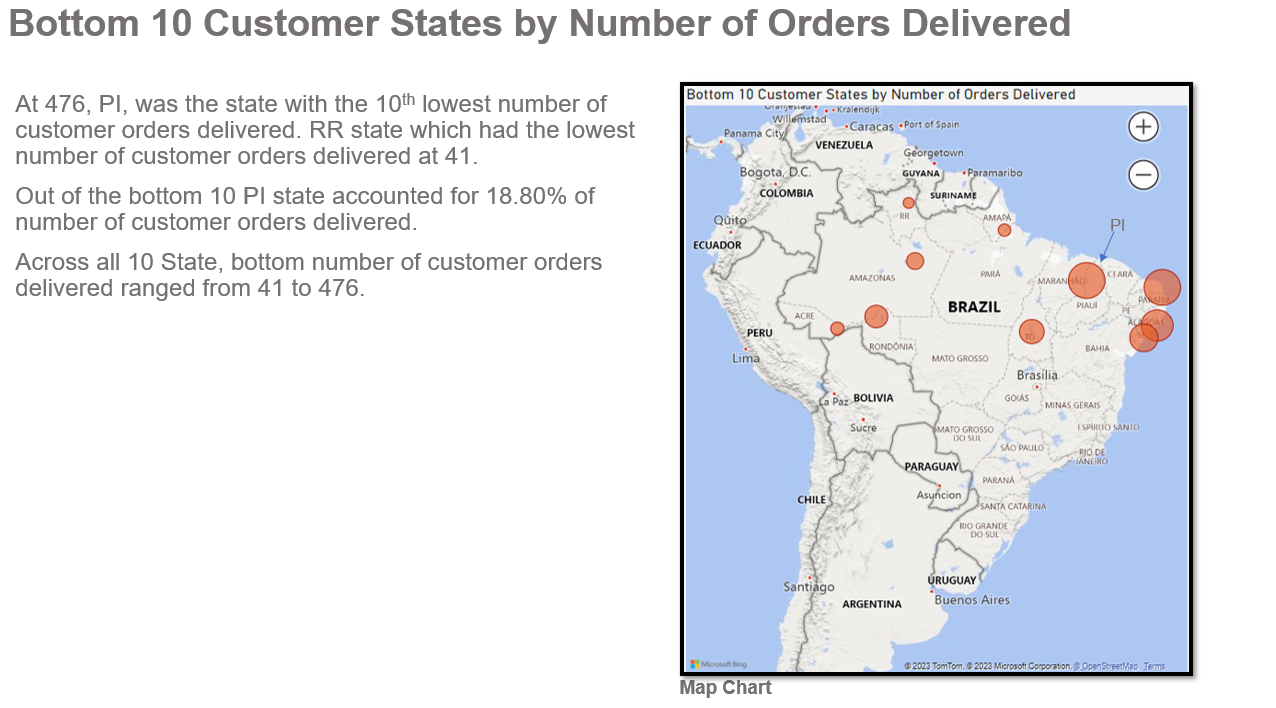 Bottom 10 Customer States by Number of Orders Delivered
At 476, PI, was the state with the 10th lowest number of
customer orders delivered. RR state which had the lowest
number of customer orders delivered at 41.
Out of the bottom 10 PI state accounted for 18.80% of
number of customer orders delivered.
Across all 10 State, bottom number of customer orders
delivered ranged from 41 to 476.
Bottom 10 Customer States by Number of Orders Delivered
Oranjestad
Kralendijk
Willemstad
Caracas
Port of Spain
Panama City
VENEZUELA
Georgetown
Bogota, D.C.
GUYANA
Paramaribo
COLOMBIA
SURINAME
RR
AMAPÁ
Quito
PI
ECUADOR
AMAZONAS
PARÁ
MARANHÃO
CEARÁ
PARAÍBA
PIAUÍ
PE
BRAZIL
ACRE
ALAGOAS
PERU
TO
RONDÔNIA
BAHIA
Lima
MATO GROSSO
Brasília
La Paz
BOLIVIA
GOIÁS
MINAS GERAIS
Sucre
MATO GROSSO
DO SUL
ESPÍRITO SANTO
SÃO PAULO
RIO DE
JANEIRO
PARAGUAY
PARANÁ
Asuncion
CHILE
SANTA CATARINA
RIO GRANDE
DO SUL
Santiago
URUGUAY
ARGENTINA
Buenos Aires
Microsoft Bing
© 2023 TomTom, © 2023 Microsoft Corporation, © OpenStreetMap Terms
Map Chart